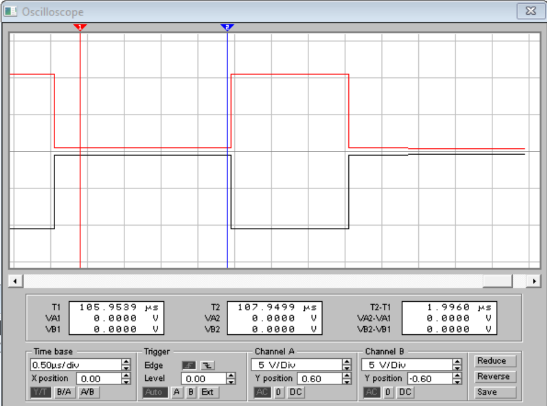 Oscilloscope
1 2
T1 105.9539 µs T2 107.9499 µs T2-T1 1.9960 µs
VA1 0.0000 V VA2 0.0000 V VA2-VA1 0.0000 V
VB1 0.0000 V VB2 0.0000 V VB2-VB1 0.0000 V
Time base Trigger Channel A Channel B
0.50µs/div Edge 5 V/Div 5 V/Div Reduce
X position 0.00 Level 0.00 Y position 0.60 Y position -0.60 Reverse
Y/T B/A A/B Auto A B Ext AC 0 DC AC 0 DC Save